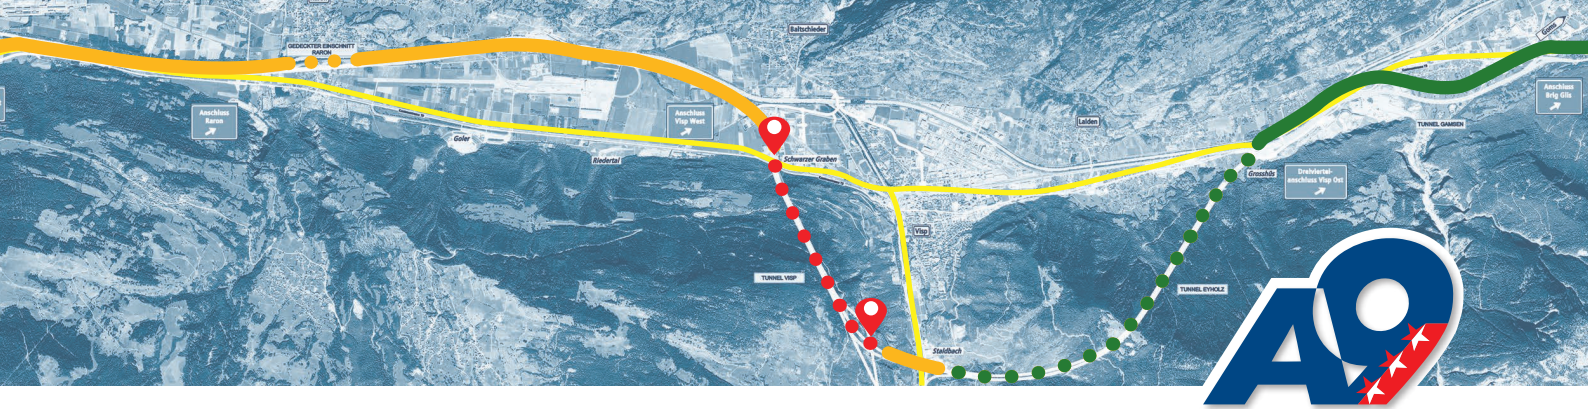 Baltschieder
Goms
GEDECKTER EINSCHNITT
RARON
Anschluss
Raron
Anschluss
Visp West
Anschluss
Brig Glis
Goler
Riedertal
Schwarzer Graben
Lalden
TUNNEL GAMSEN
Grosshüs
Dreiviertel-
anschluss Visp Ost
Visp
TUNNEL VISP
TUNNEL EYHOLZ
Staldbach
A9